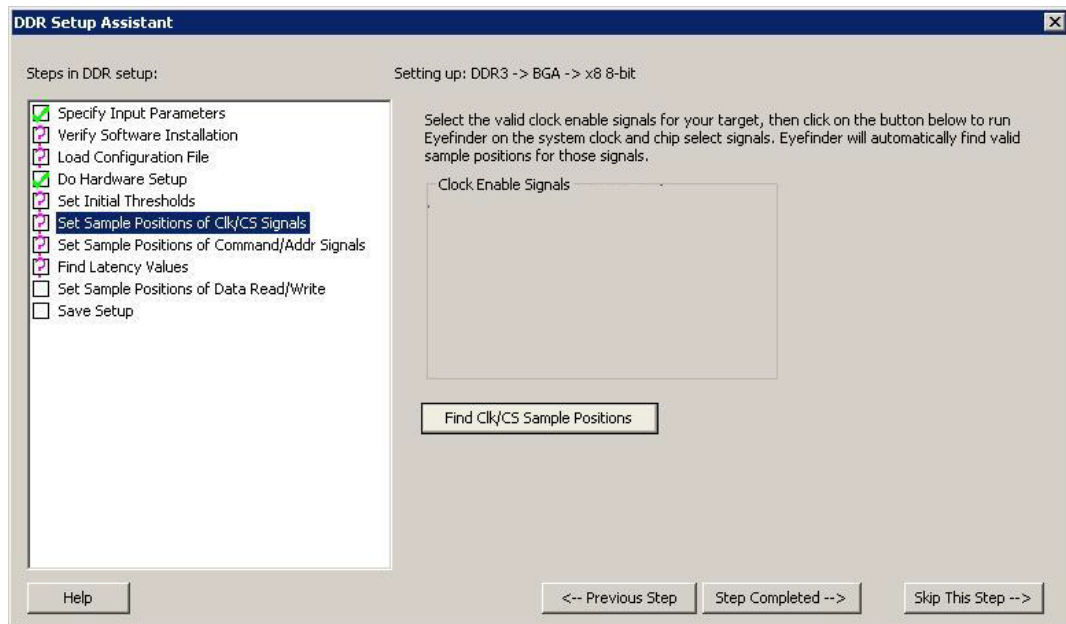 DDR Setup Assistant
Steps in DDR setup:
Setting up: DDR3 -> BGA -> x8 8-bit
Specify Input Parameters
Verify Software Installation
Load Configuration File
Do Hardware Setup
Set Initial Thresholds
Set Sample Positions of Clk/CS Signals
Set Sample Positions of Command/Addr Signals
Find Latency Values
Set Sample Positions of Data Read/Write
Save Setup
Select the valid clock enable signals for your target, then click on the button below to run
Eyefinder on the system clock and chip select signals. Eyefinder will automatically find valid
sample positions for those signals.
Clock Enable Signals
Find Clk/CS Sample Positions
Help
<-- Previous Step
Step Completed -->
Skip This Step -->